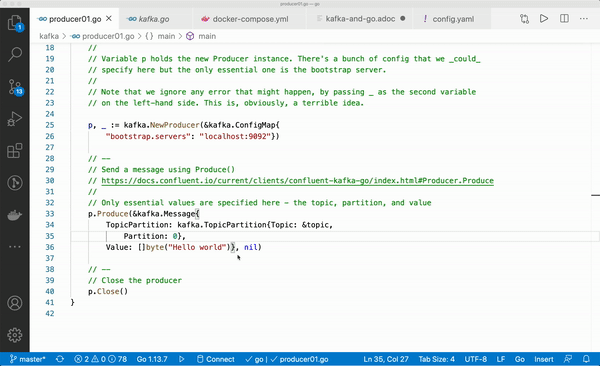 producer01.go — go
producer01.go
kafka.go
docker-compose.yml
kafka-and-go.adoc
config.yaml
kafka > producer01.go > { } main > main
18 //
19 // Variable p holds the new Producer instance. There's a bunch of config that we _could_
20 // specify here but the only essential one is the bootstrap server.
21 //
22 // Note that we ignore any error that might happen, by passing _ as the second variable
23 // on the left-hand side. This is, obviously, a terrible idea.
24
25 p, _ := kafka.NewProducer(&kafka.ConfigMap{
26 "bootstrap.servers": "localhost:9092"})
27
28 // --
29 // Send a message using Produce()
30 // https://docs.confluent.io/current/clients/confluent-kafka-go/index.html#Producer.Produce
31 //
32 // Only essential values are specified here - the topic, partition, and value
33 p.Produce(&kafka.Message{
34 TopicPartition: kafka.TopicPartition{Topic: &topic,
35 Partition: 0},
36 Value: []byte("Hello world")}, nil)
37
38 // --
39 // Close the producer
40 p.Close()
41 }
42
1
13
master* 2 0 78 Go 1.13.7 Connect go | producer01.go Ln 35, Col 27 Tab Size: 4 UTF-8 LF Go Insert